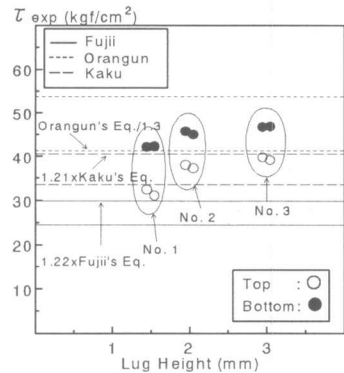 τ exp (kgf/cm²)
70
60
50
40
30
20
10
Fujii
Orangun
Kaku
Orangun's Eq./1.3
1.21xKaku's Eq.
1.22xFujii's Eq.
No. 1
No. 2
No. 3
Top : ○
Bottom: ●
1 2 3
Lug Height (mm)